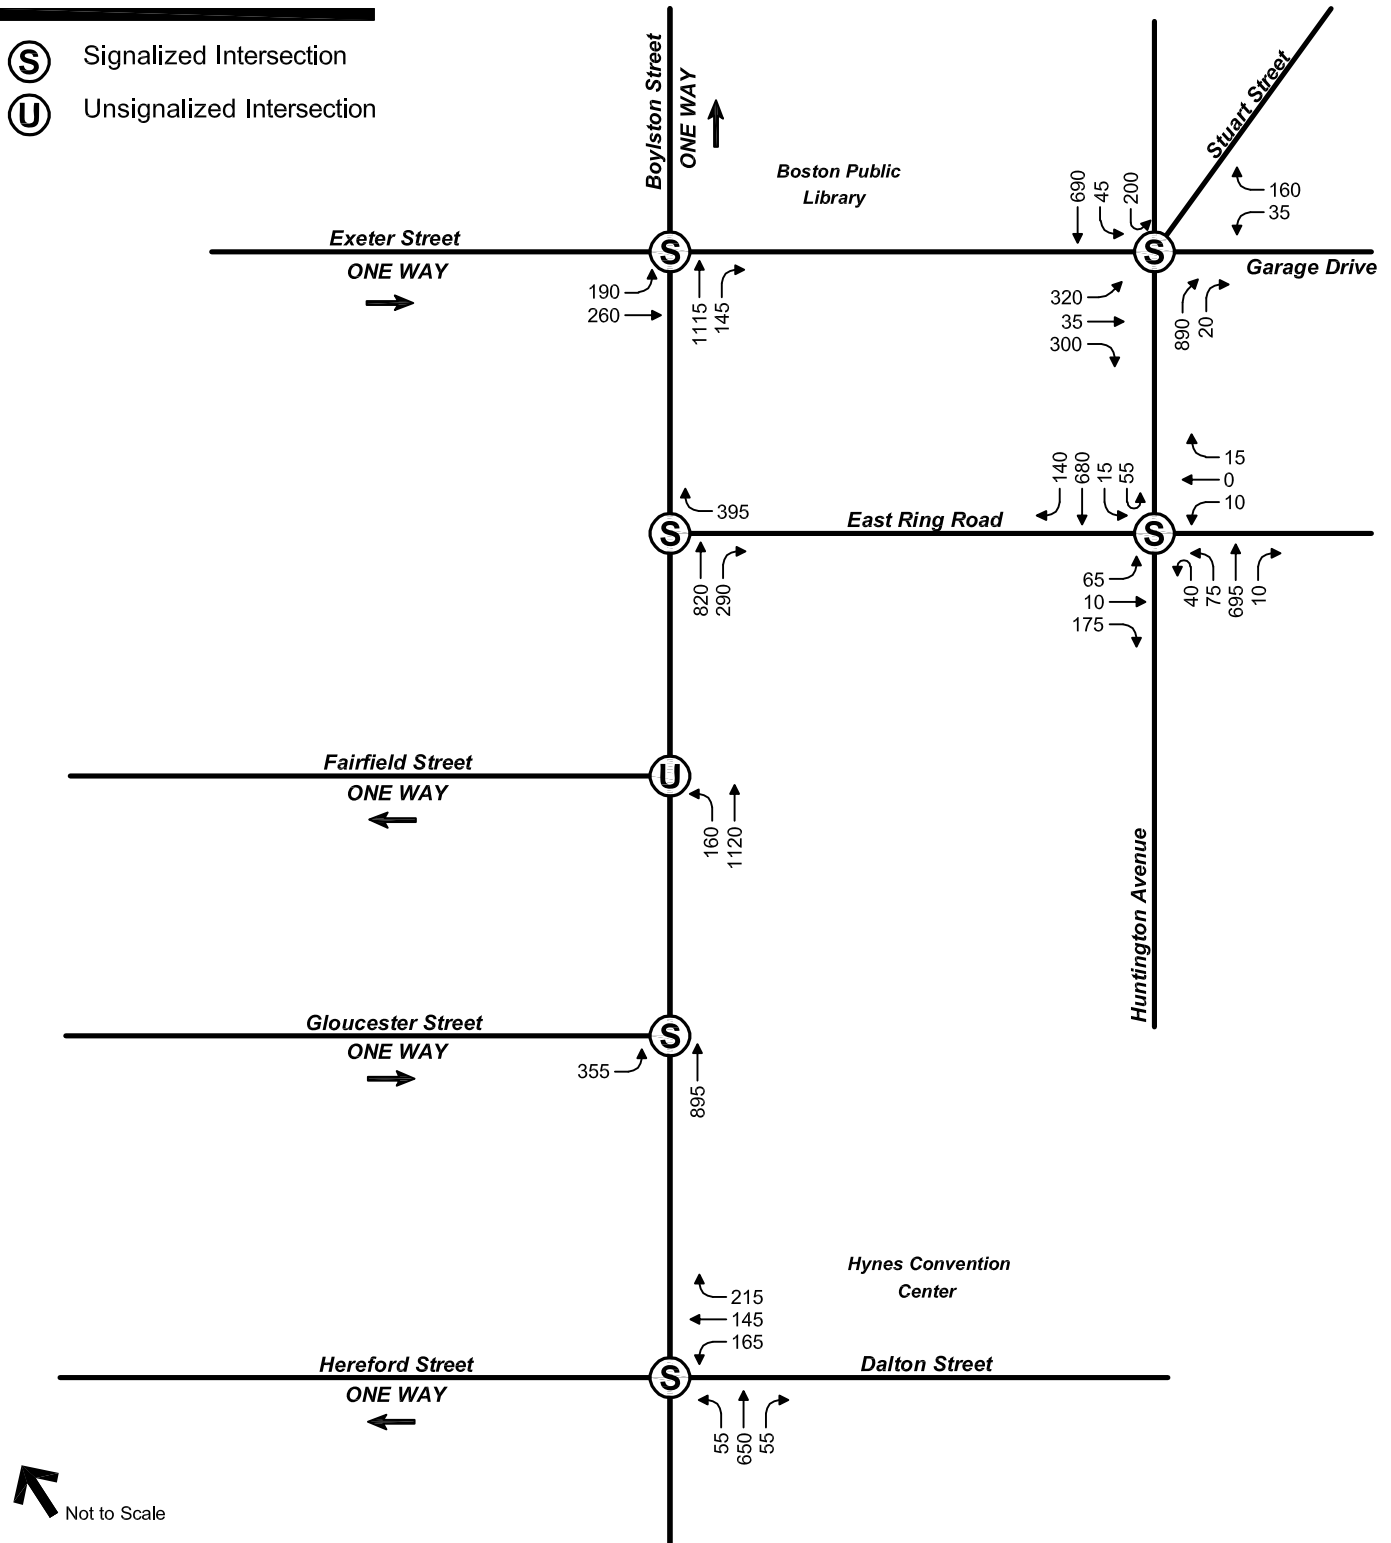 S Signalized Intersection
U Unsignalized Intersection
Boylston Street
ONE WAY
Stuart Street
Boston Public
Library
690
45
200
160
35
Exeter Street
ONE WAY
S
S
Garage Drive
190
260
1115
145
320
35
300
890
20
395
140
680
15
55
15
0
10
S
East Ring Road
S
820
290
65
10
175
40
75
695
10
Fairfield Street
ONE WAY
U
160
1120
Huntington Avenue
Gloucester Street
ONE WAY
S
355
895
Hynes Convention
Center
215
145
165
Hereford Street
ONE WAY
S
Dalton Street
55
650
55
Not to Scale